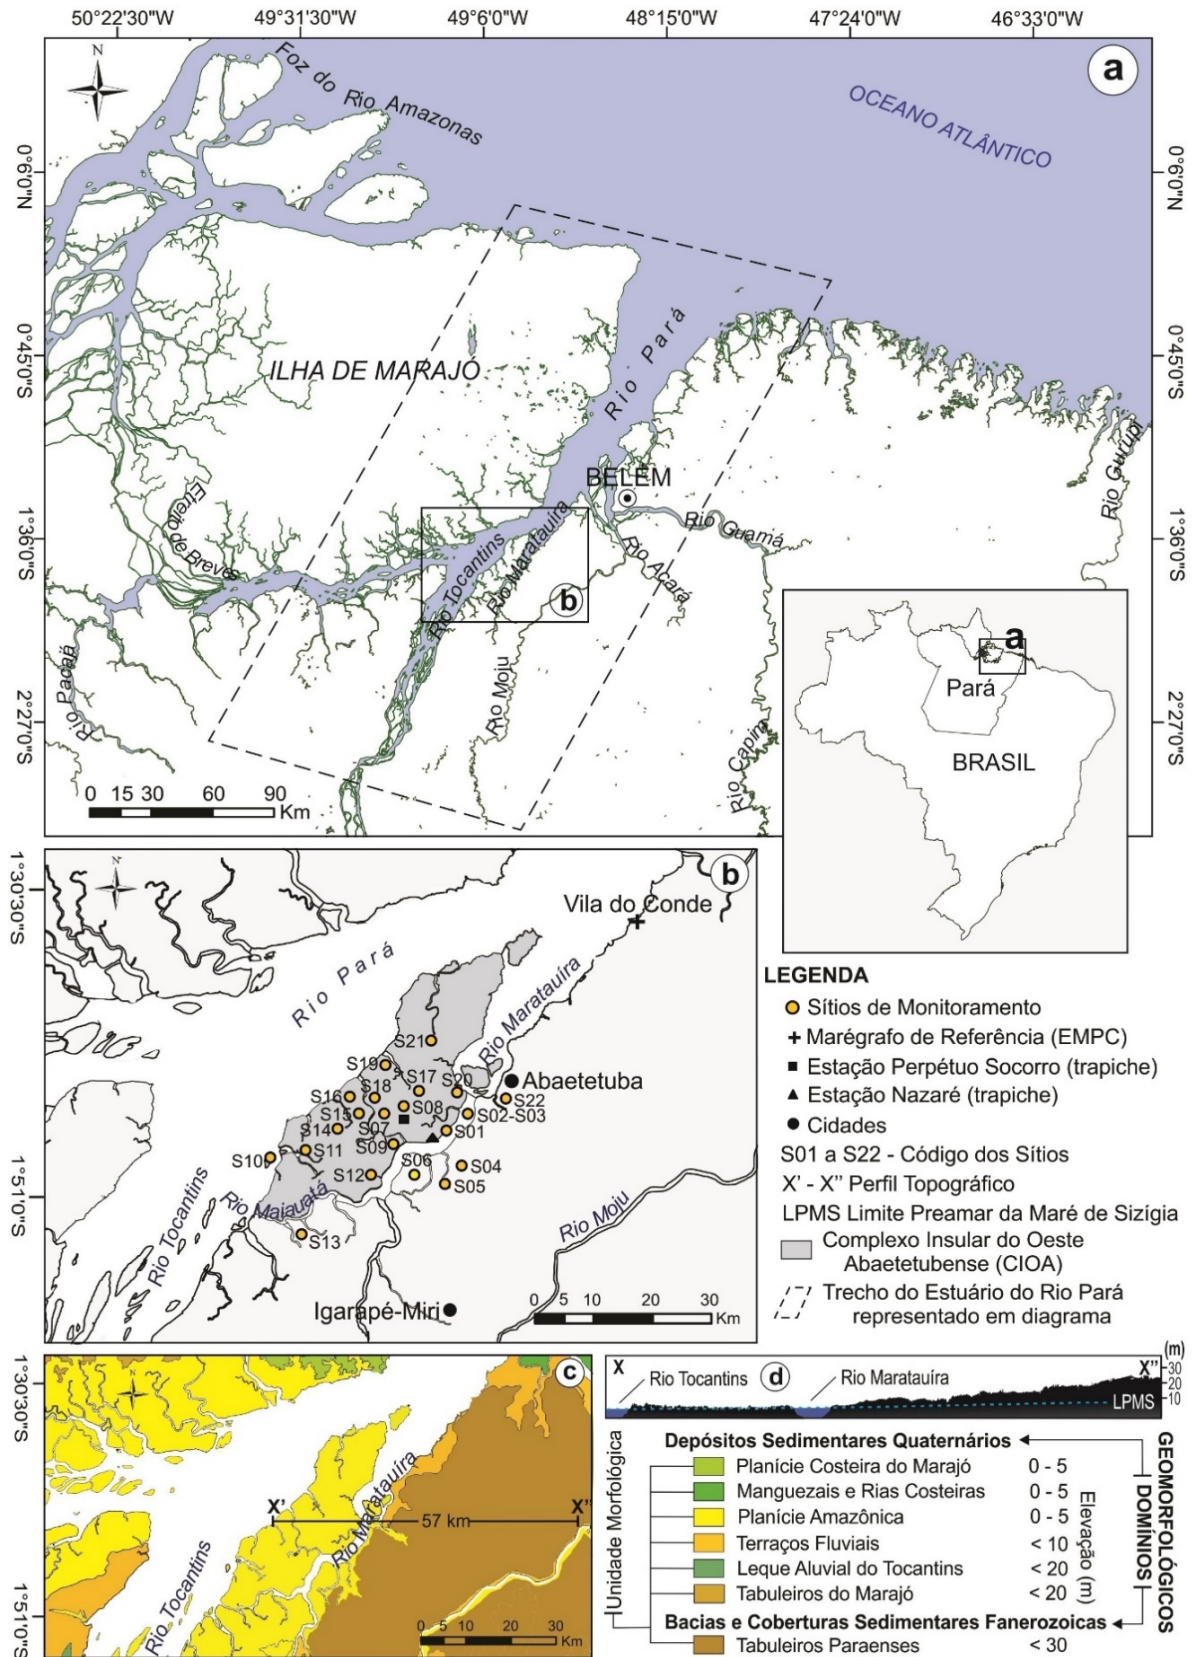 50°22'30"W 49°31'30"W 49°6'0"W 48°15'0"W 47°24'0"W 46°33'0"W
N
a
Foz do Rio Amazonas
OCEANO ATLÂNTICO
0°6'0"N
0°6'0"N
Rio Pará
0°45'0"S
0°45'0"S
ILHA DE MARAJÓ
BELEM
Rio Gurupi
Rio Guamá
Etreito de Breves
1°36'0"S
Rio Maratauíra
Rio Tocantins
Rio Acará
1°36'0"S
b
a
Pará
BRASIL
Rio Pacajá
Rio Moju
2°27'0"S
Rio Capim
2°27'0"S
0 15 30 60 90 Km
b
N
1°30'30"S
Vila do Conde
Rio Pará
Rio Maratauíra
S21
S19
S17
S20
Abaetetuba
S16
S18
S22
S08
S02-S03
S15
S07
S14
S01
S09
S11
S10
S06
S04
S12
S05
1°51'0"S
Rio Maiauatá
Rio Tocantins
S13
Rio Moju
Igarapé-Miri
0 5 10 20 30
Km
LEGENDA
Sítios de Monitoramento
Marégrafo de Referência (EMPC)
Estação Perpétuo Socorro (trapiche)
Estação Nazaré (trapiche)
Cidades
S01 a S22 - Código dos Sítios
X' - X" Perfil Topográfico
LPMS Limite Preamar da Maré de Sizígia
Complexo Insular do Oeste
Abaetetubense (CIOA)
Trecho do Estuário do Rio Pará
representado em diagrama
c
N
1°30'30"S
Rio Maratauíra
X' 57 km X"
Rio Tocantins
1°51'0"S
0 5 10 20 30
Km
(m)
X
Rio Tocantins
d
Rio Maratauíra
X"
30
20
10
LPMS
Unidade Morfológica
Depósitos Sedimentares Quaternários
Planície Costeira do Marajó 0 - 5
Manguezais e Rias Costeiras 0 - 5
Planície Amazônica 0 - 5
Terraços Fluviais < 10
Leque Aluvial do Tocantins < 20
Tabuleiros do Marajó < 20
Bacias e Coberturas Sedimentares Fanerozoicas
Tabuleiros Paraenses < 30
Elevação (m)
DOMÍNIOS
GEOMORFOLÓGICOS